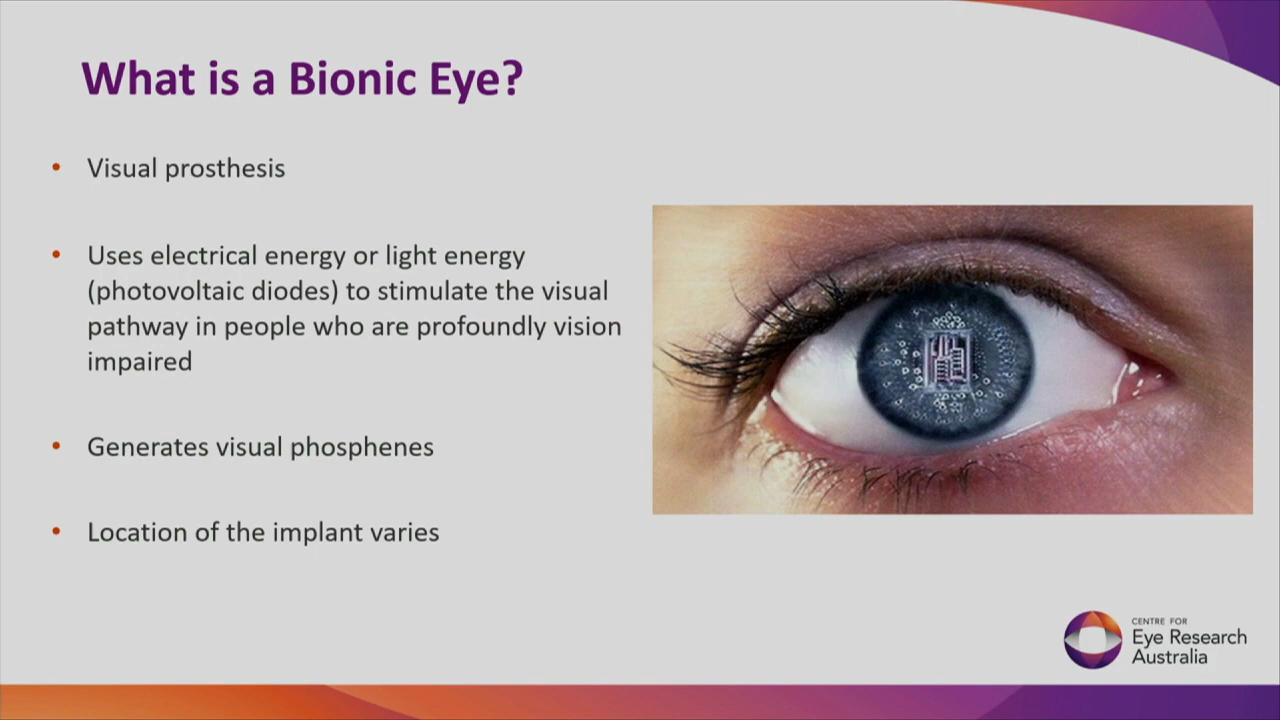 What is a Bionic Eye?
• Visual prosthesis
• Uses electrical energy or light energy
(photovoltaic diodes) to stimulate the visual
pathway in people who are profoundly vision
impaired
• Generates visual phosphenes
• Location of the implant varies
CENTRE FOR
Eye Research
Australia